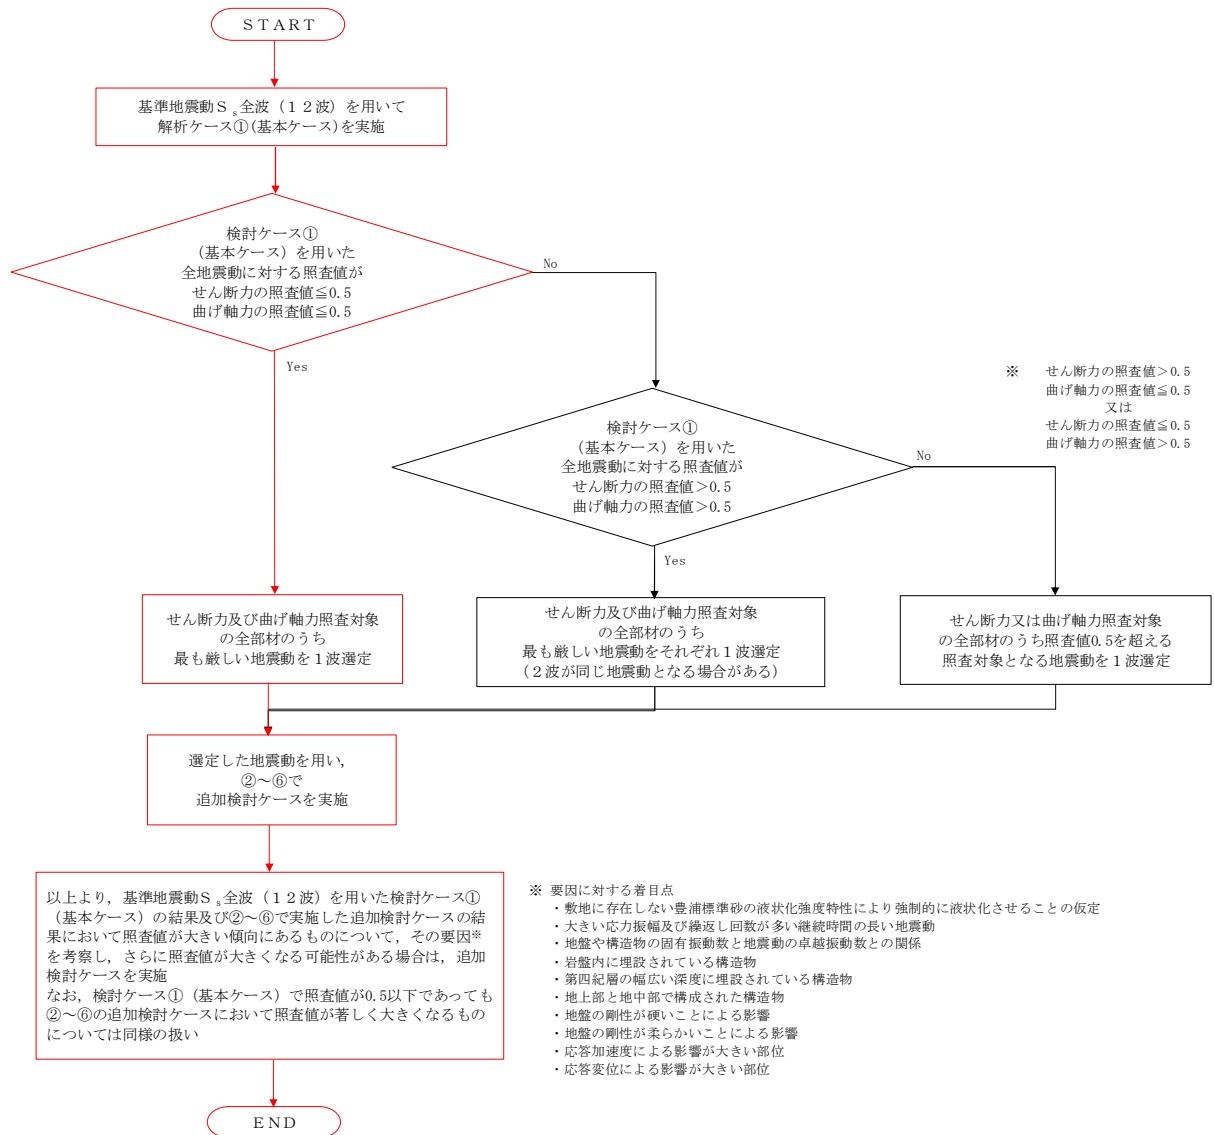 ＳＴＡＲＴ
基準地震動Ｓs全波（１２波）を用いて
解析ケース①(基本ケース)を実施
検討ケース①
（基本ケース）を用いた
全地震動に対する照査値が
せん断力の照査値≦0.5
曲げ軸力の照査値≦0.5
No
Yes
※　せん断力の照査値＞0.5
曲げ軸力の照査値≦0.5
又は
せん断力の照査値≦0.5
曲げ軸力の照査値＞0.5
検討ケース①
（基本ケース）を用いた
全地震動に対する照査値が
せん断力の照査値＞0.5
曲げ軸力の照査値＞0.5
No
Yes
せん断力及び曲げ軸力照査対象
の全部材のうち
最も厳しい地震動を１波選定
せん断力及び曲げ軸力照査対象
の全部材のうち
最も厳しい地震動をそれぞれ１波選定
（２波が同じ地震動となる場合がある）
せん断力又は曲げ軸力照査対象
の全部材のうち照査値0.5を超える
照査対象となる地震動を１波選定
選定した地震動を用い，
②～⑥で
追加検討ケースを実施
以上より，基準地震動Ｓs全波（１２波）を用いた検討ケース①
（基本ケース）の結果及び②～⑥で実施した追加検討ケースの結
果において照査値が大きい傾向にあるものについて，その要因※
を考察し，さらに照査値が大きくなる可能性がある場合は，追加
検討ケースを実施
なお，検討ケース①（基本ケース）で照査値が0.5以下であっても
②～⑥の追加検討ケースにおいて照査値が著しく大きくなるもの
については同様の扱い
※ 要因に対する着目点
・敷地に存在しない豊浦標準砂の液状化強度特性により強制的に液状化させることの仮定
・大きい応力振幅及び繰返し回数が多い継続時間の長い地震動
・地盤や構造物の固有振動数と地震動の卓越振動数との関係
・岩盤内に埋設されている構造物
・第四紀層の幅広い深度に埋設されている構造物
・地上部と地中部で構成された構造物
・地盤の剛性が硬いことによる影響
・地盤の剛性が柔らかいことによる影響
・応答加速度による影響が大きい部位
・応答変位による影響が大きい部位
ＥＮＤ